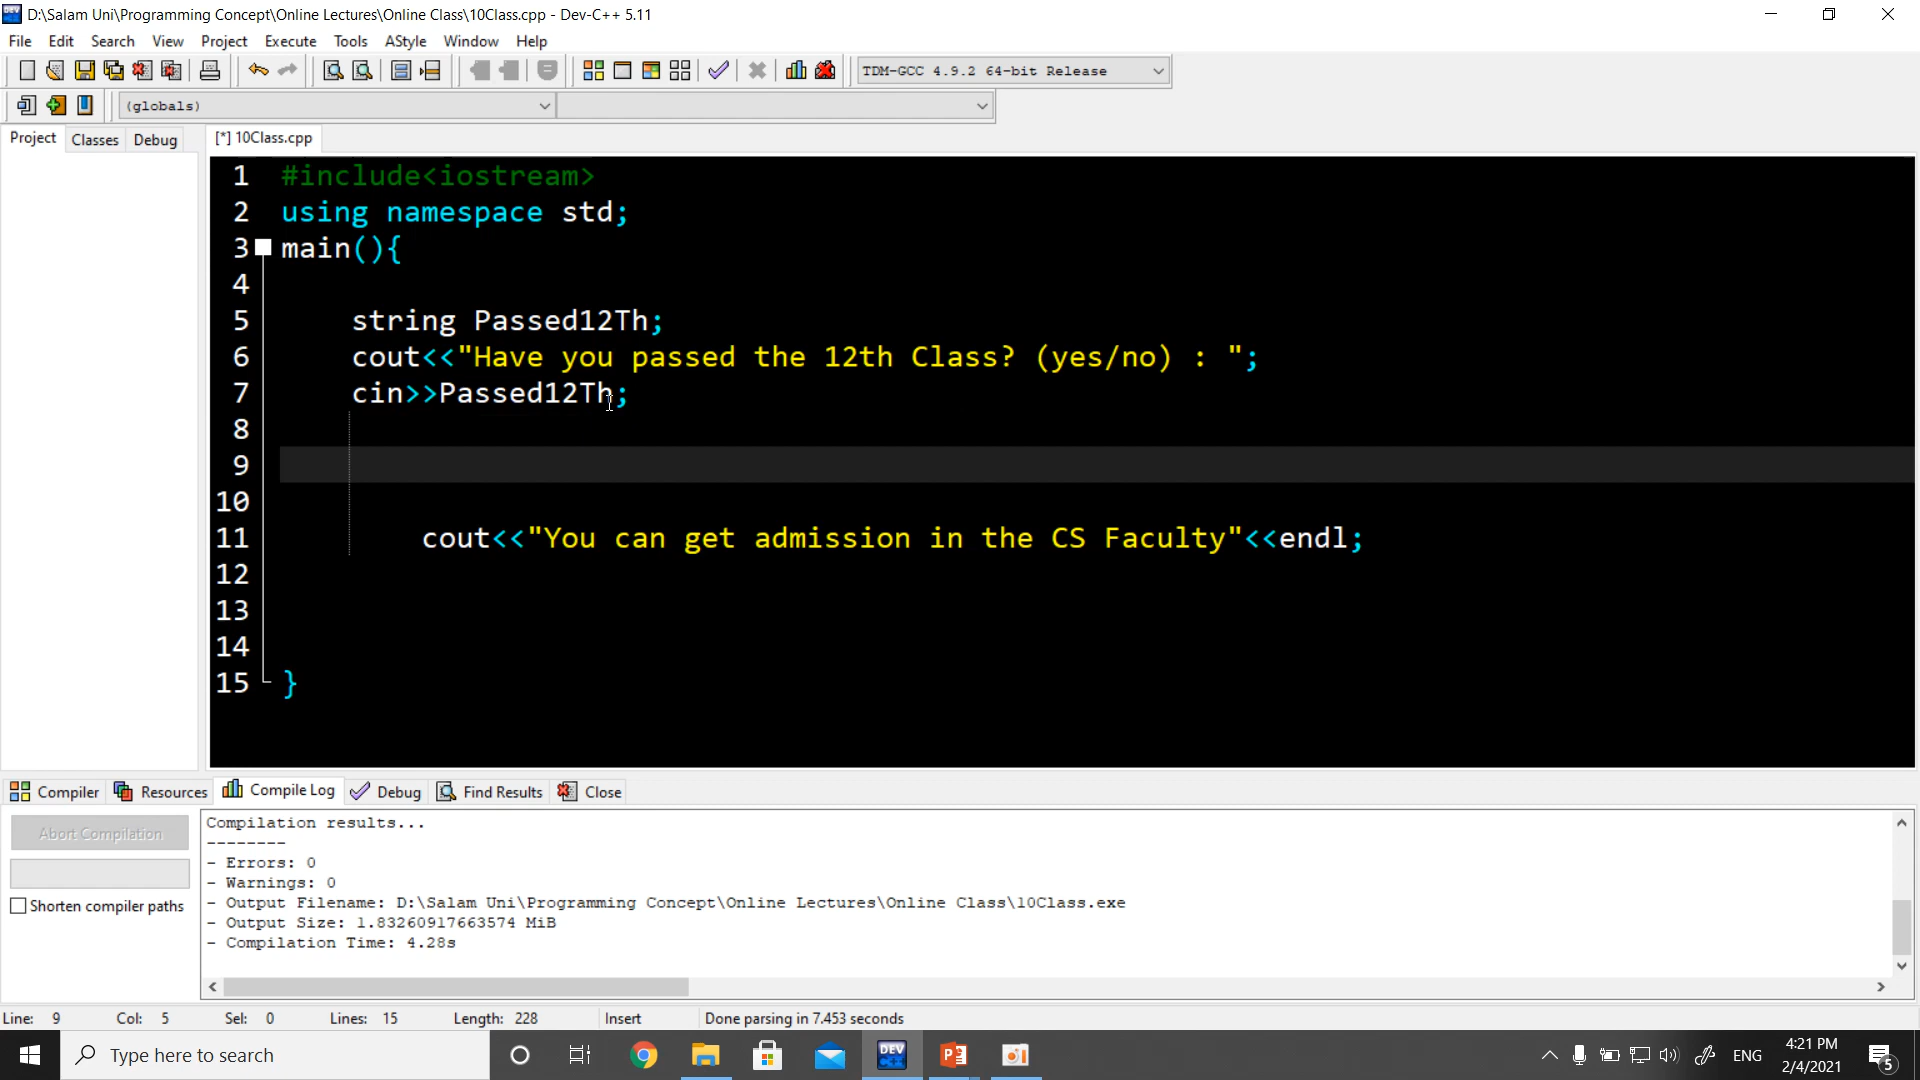 D:\Salam Uni\Programming Concept\Online Lectures\Online Class\10Class.cpp - Dev-C++ 5.11
File Edit Search View Project Execute Tools AStyle Window Help
TDM-GCC 4.9.2 64-bit Release
(globals)
Project Classes Debug [*] 10Class.cpp
1 #include<iostream>
2 using namespace std;
3 main(){
4
5 string Passed12Th;
6 cout<<"Have you passed the 12th Class? (yes/no) : ";
7 cin>>Passed12Th;
8
9
10
11 cout<<"You can get admission in the CS Faculty"<<endl;
12
13
14
15 }
Compiler Resources Compile Log Debug Find Results Close
Abort Compilation
Shorten compiler paths
Compilation results...
--------
- Errors: 0
- Warnings: 0
- Output Filename: D:\Salam Uni\Programming Concept\Online Lectures\Online Class\10Class.exe
- Output Size: 1.83260917663574 MiB
- Compilation Time: 4.28s
Line: 9 Col: 5 Sel: 0 Lines: 15 Length: 228 Insert Done parsing in 7.453 seconds
Type here to search
DEV C++
P
ENG
4:21 PM
2/4/2021
5